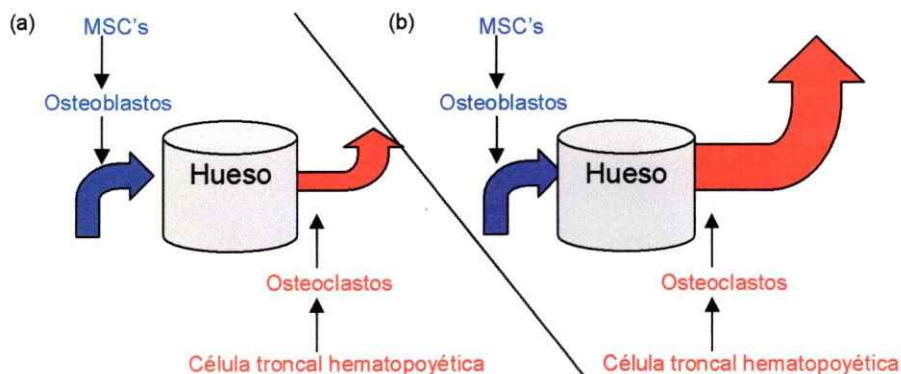 (a)
MSC's
Osteoblastos
Hueso
Osteoclastos
Célula troncal hematopoyética
(b)
MSC's
Osteoblastos
Hueso
Osteoclastos
Célula troncal hematopoyética